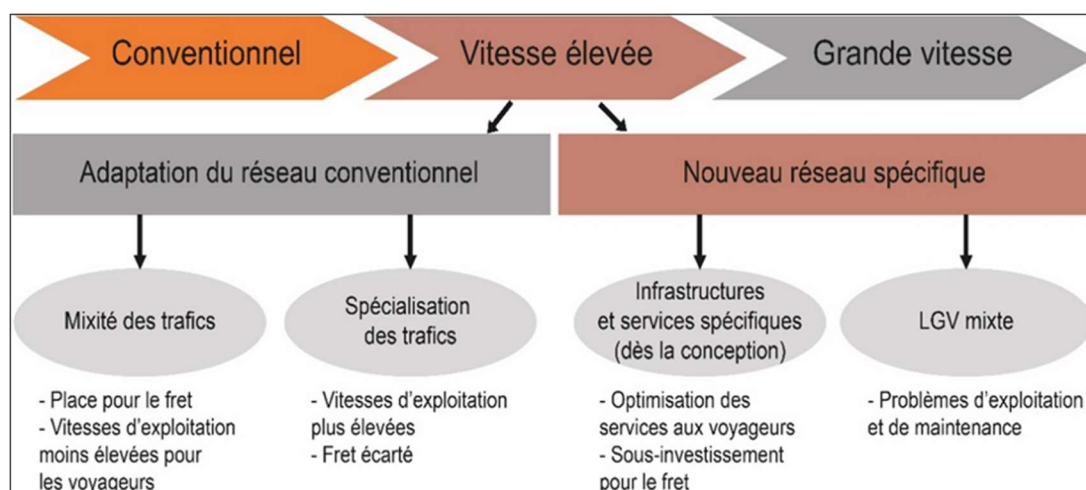 Conventionnel
Vitesse élevée
Grande vitesse
Adaptation du réseau conventionnel
Nouveau réseau spécifique
Mixité des trafics
Spécialisation
des trafics
Infrastructures
et services spécifiques
(dès la conception)
LGV mixte
- Place pour le fret
- Vitesses d'exploitation
moins élevées pour
les voyageurs
- Vitesses d'exploitation
plus élevées
- Fret écarté
- Optimisation des
services aux voyageurs
- Sous-investissement
pour le fret
- Problèmes d'exploitation
et de maintenance